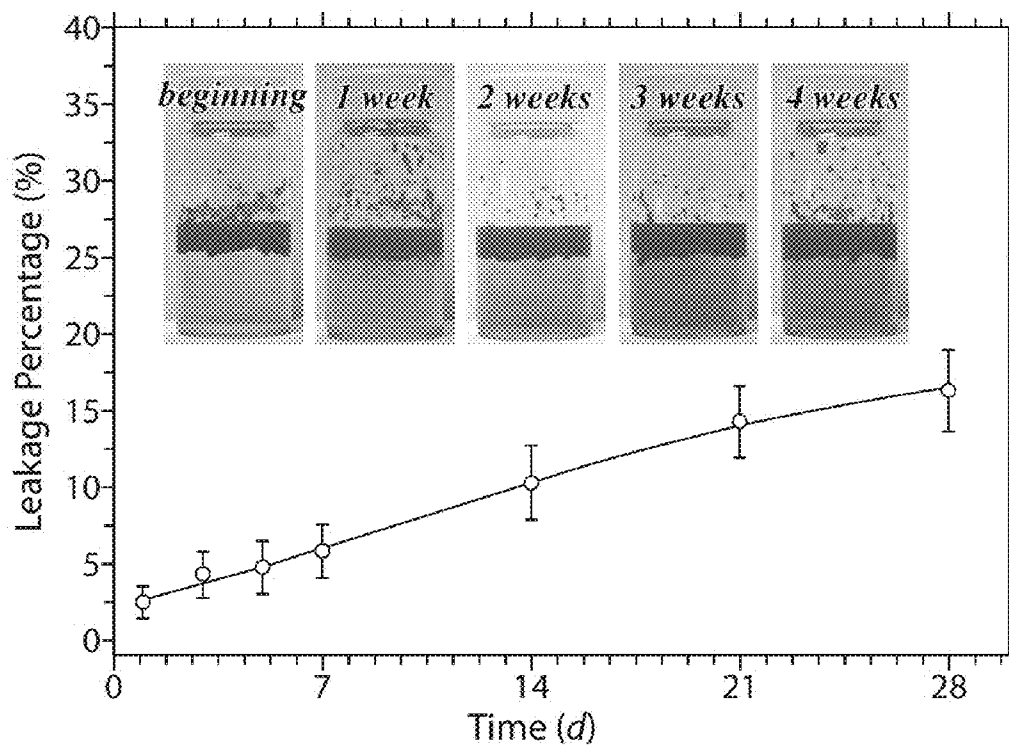 40
35
30
25
20
15
10
5
0
Leakage Percentage (%)
beginning
1 week
2 weeks
3 weeks
4 weeks
0 7 14 21 28
Time (d)